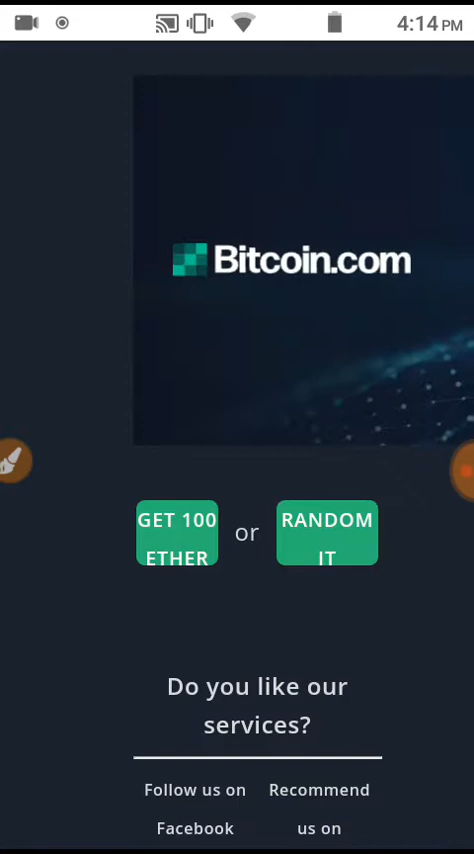 4:14 PM
Bitcoin.com
GET 100
ETHER
or
RANDOM
IT
Do you like our
services?
Follow us on
Facebook
Recommend
us on